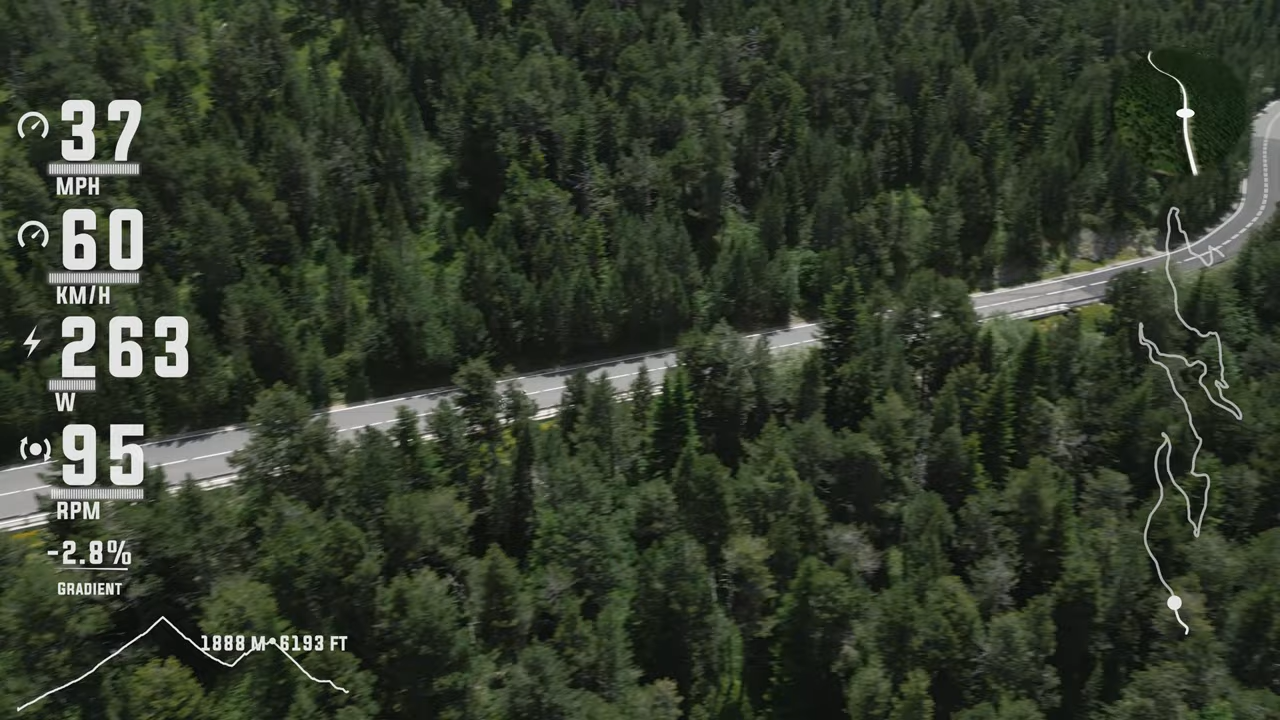 37
MPH
60
KM/H
263
W
95
RPM
-2.8%
GRADIENT
1888 M 6193 FT